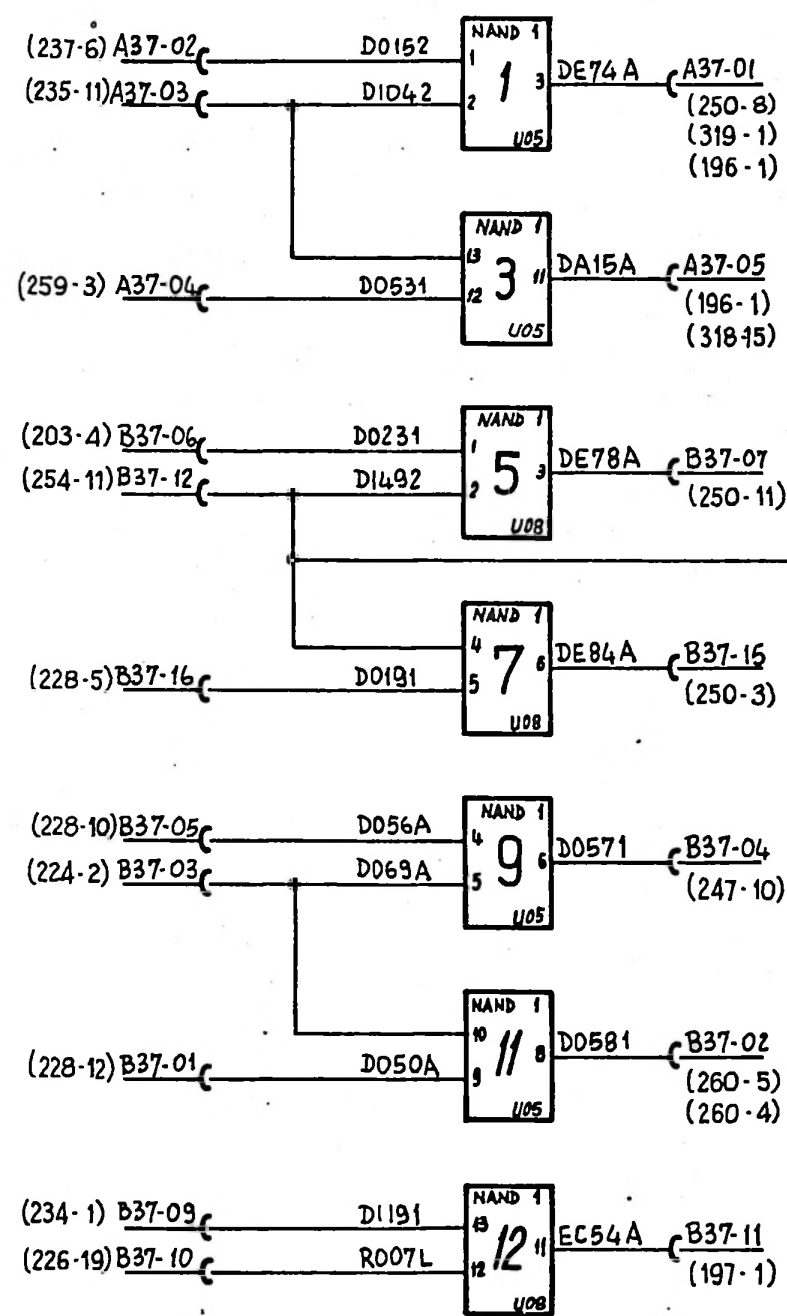 NAND 1
(237-6) A37-02 D0152 1
1 3 DE74A A37-01
(235-11) A37-03 D1042 2
(250-8)
U05
(319-1)
(196-1)
NAND 1
13
3 11 DA15A A37-05
(259-3) A37-04 D0531 12
(196-1)
U05
(318-15)
NAND 1
(203-4) B37-06 D0231 1
5 3 DE78A B37-07
(254-11) B37-12 D1492 2
(250-11)
U08
NAND 1
4
7 6 DE84A B37-15
(228-5) B37-16 D0191 5
(250-3)
U08
NAND 1
(228-10) B37-05 D056A 4
9 6 D0571 B37-04
(224-2) B37-03 D069A 5
(247-10)
U05
NAND 1
10
11 8 D0581 B37-02
(228-12) B37-01 D050A 9
(260-5)
U05
(260-4)
NAND 1
(234-1) B37-09 D1191 13
12 11 EC54A B37-11
(226-19) B37-10 R007L 12
(197-1)
U08